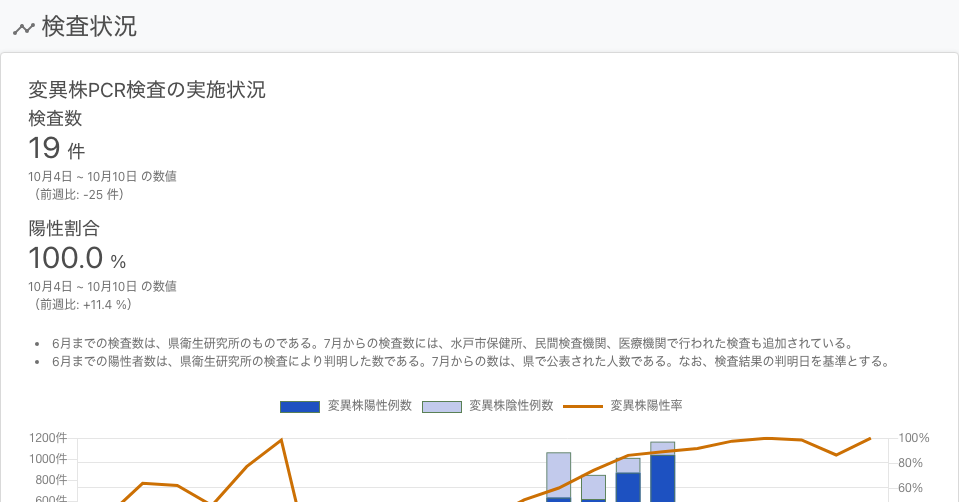 検査状況
変異株PCR検査の実施状況
検査数
19 件
10月4日 ~ 10月10日 の数値
（前週比: -25 件）
陽性割合
100.0 %
10月4日 ~ 10月10日 の数値
（前週比: +11.4 %）
• 6月までの検査数は、県衛生研究所のものである。7月からの検査数には、水戸市保健所、民間検査機関、医療機関で行われた検査も追加されている。
• 6月までの陽性者数は、県衛生研究所の検査により判明した数である。7月からの数は、県で公表された人数である。なお、検査結果の判明日を基準とする。
変異株陽性例数 変異株陰性例数 変異株陽性率
1200件 100%
1000件 80%
800件 60%
600件